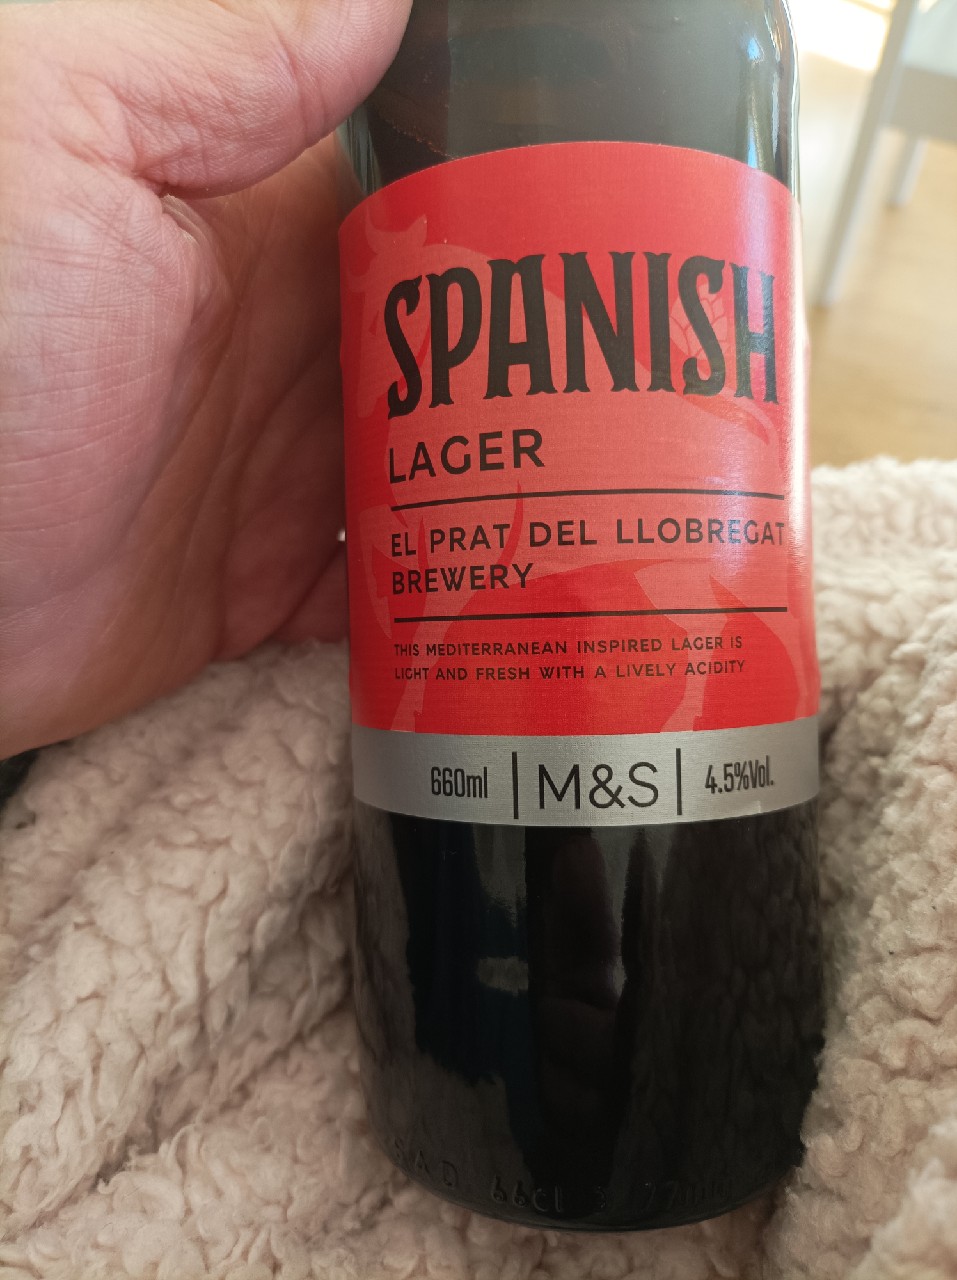 SPANISH
LAGER
EL PRAT DEL LLOBREGAT
BREWERY
THIS MEDITERRANEAN INSPIRED LAGER IS
LIGHT AND FRESH WITH A LIVELY ACIDITY
660ml | M&S | 4.5%Vol.
66cl